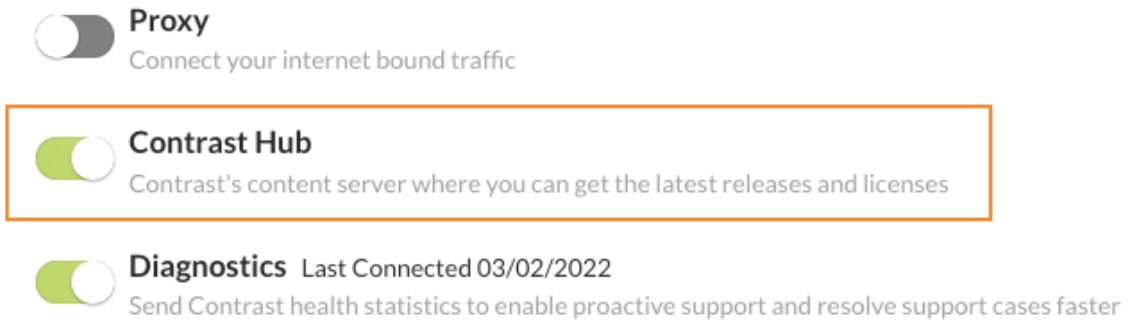 Proxy
Connect your internet bound traffic
Contrast Hub
Contrast's content server where you can get the latest releases and licenses
Diagnostics Last Connected 03/02/2022
Send Contrast health statistics to enable proactive support and resolve support cases faster